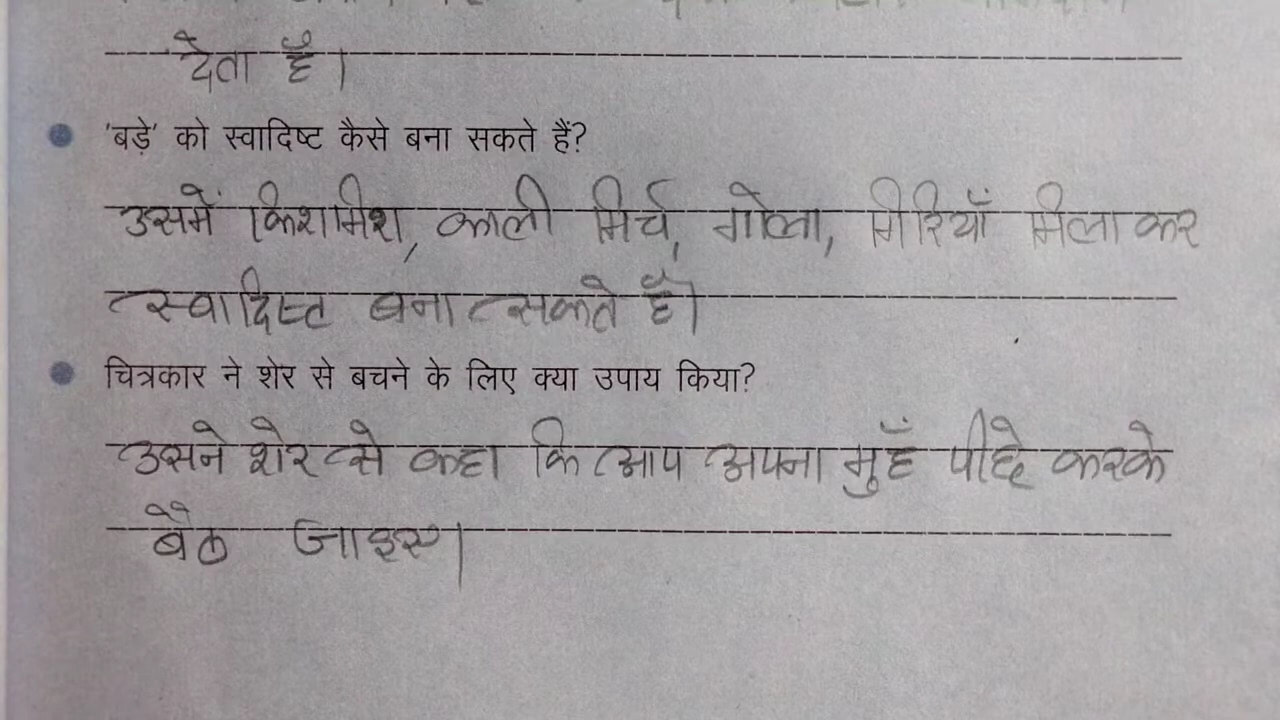 देता है।
'बड़े' को स्वादिष्ट कैसे बना सकते हैं?
उसमें किशमिश, काली मिर्च, गोला, गिरियाँ मिला कर
स्वादिष्ट बना सकते हैं।
चित्रकार ने शेर से बचने के लिए क्या उपाय किया?
उसने शेर से कहा कि आप अपना मुहँ पीछे करके
बैठ जाइए।